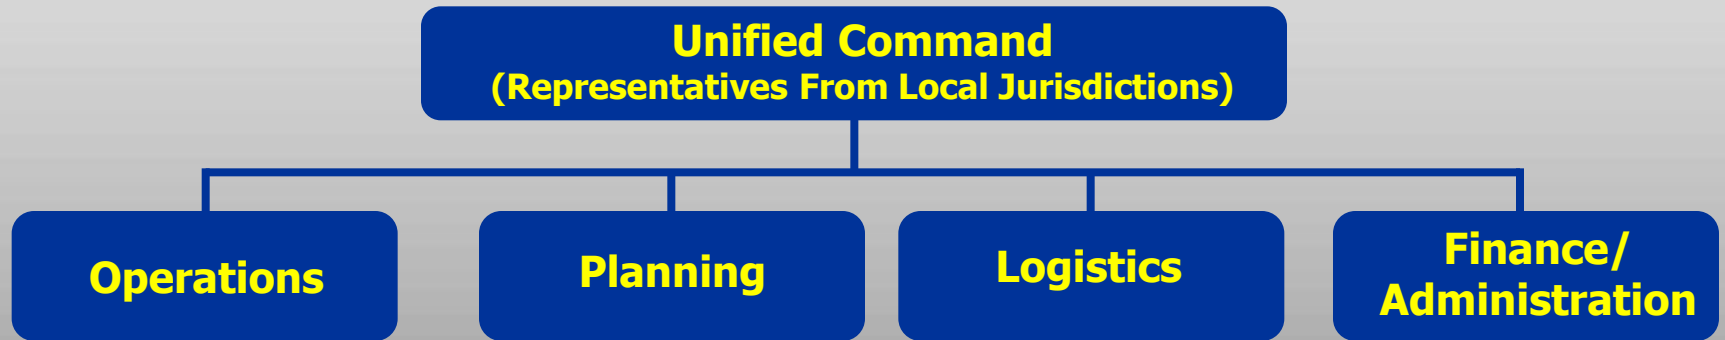 Unified Command
(Representatives From Local Jurisdictions)
Operations
Planning
Logistics
Finance/
Administration